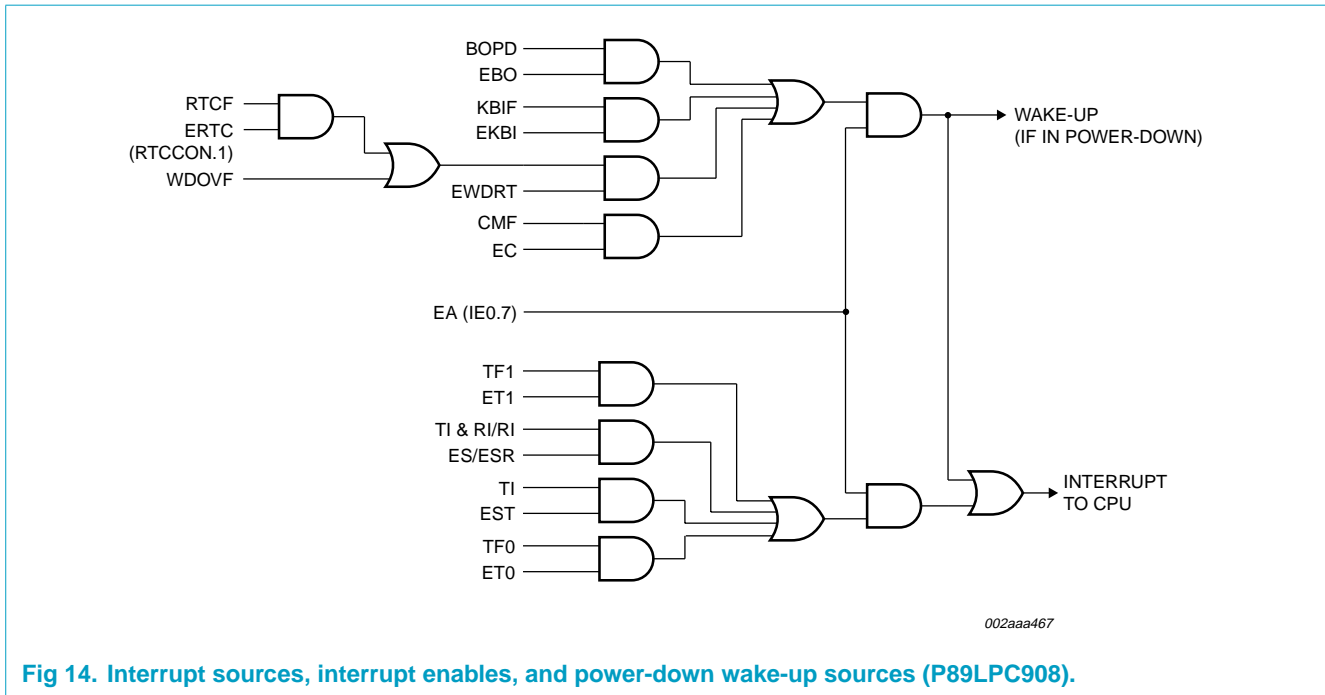 BOPD
EBO
RTCF
ERTC
(RTCCON.1)
WDOVF
KBIF
EKBI
EWDRT
CMF
EC
WAKE-UP
(IF IN POWER-DOWN)
EA (IE0.7)
TF1
ET1
TI & RI/RI
ES/ESR
TI
EST
TF0
ET0
INTERRUPT
TO CPU
002aaa467
Fig 14. Interrupt sources, interrupt enables, and power-down wake-up sources (P89LPC908).